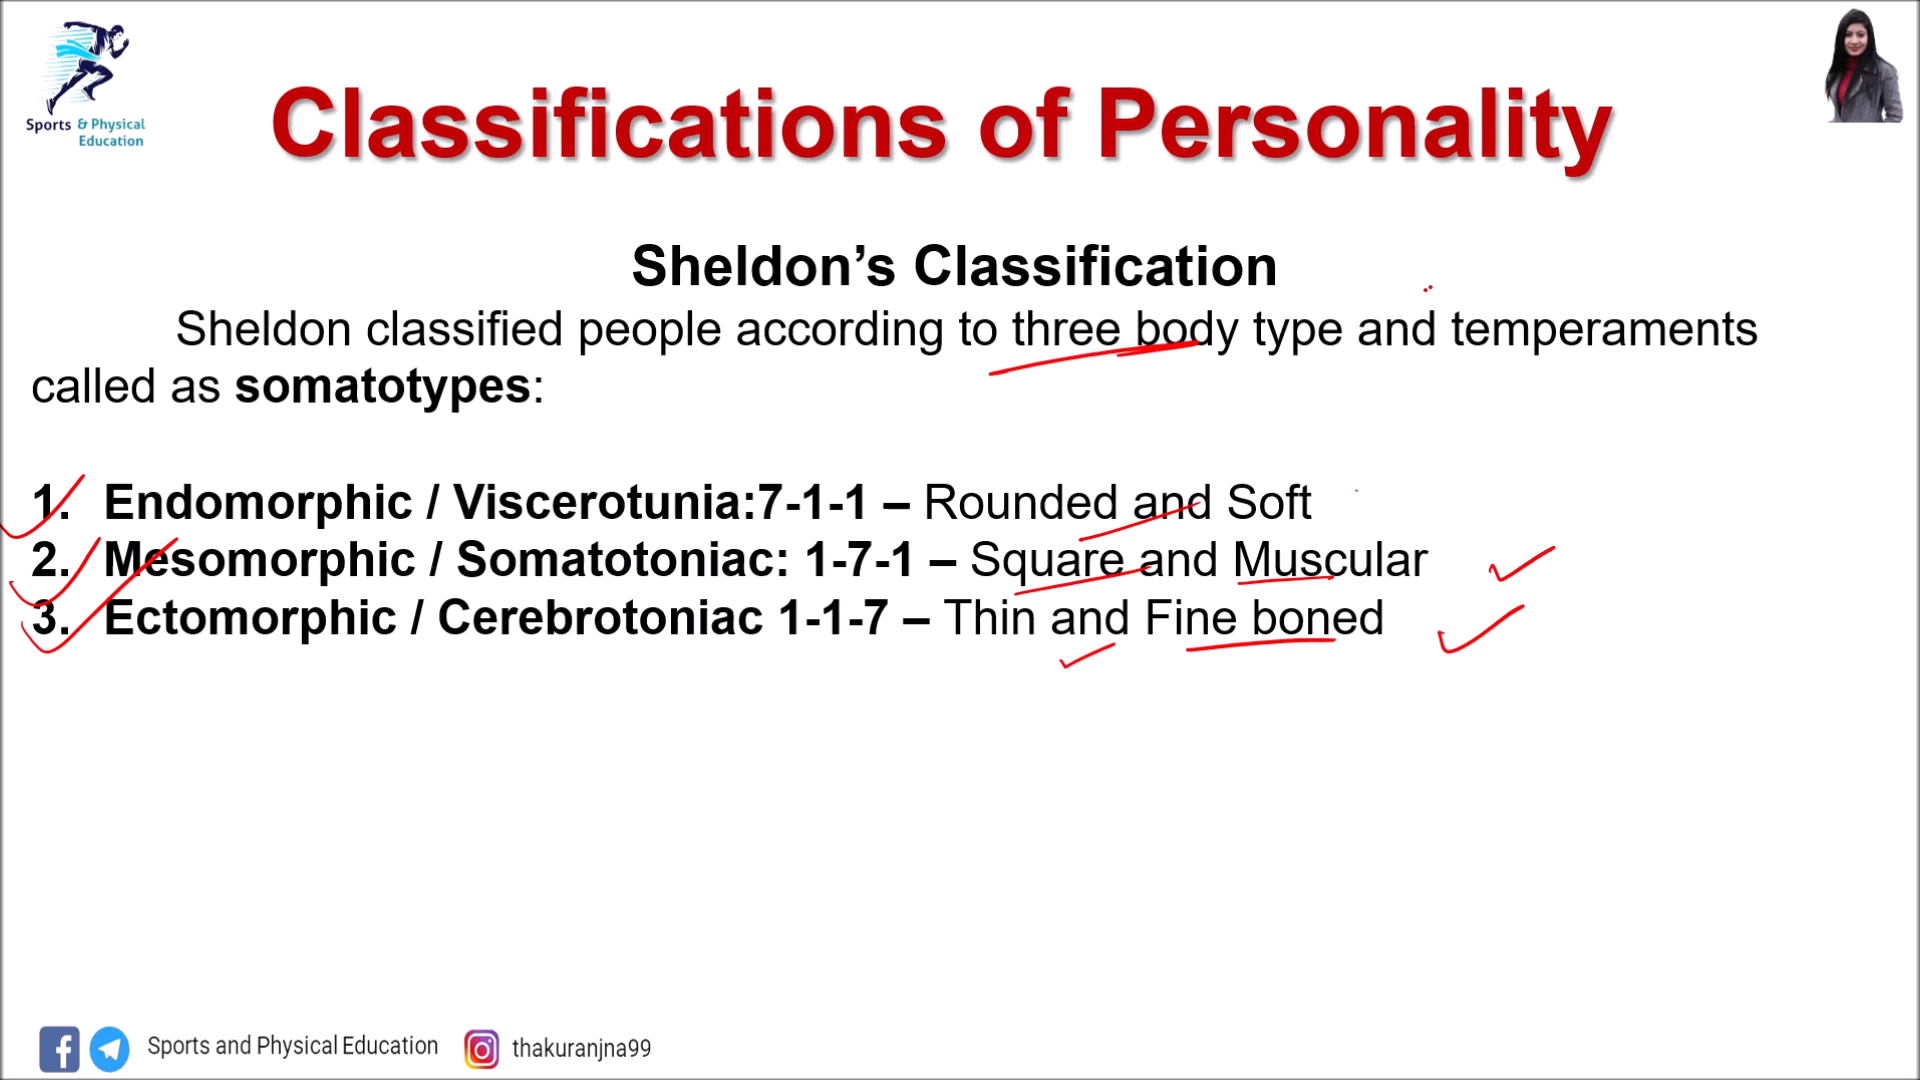 Sports & Physical
Education
Classifications of Personality
Sheldon’s Classification
Sheldon classified people according to three body type and temperaments
called as somatotypes:
1. Endomorphic / Viscerotunia:7-1-1 – Rounded and Soft
2. Mesomorphic / Somatotoniac: 1-7-1 – Square and Muscular
3. Ectomorphic / Cerebrotoniac 1-1-7 – Thin and Fine boned
Sports and Physical Education thakuranjna99